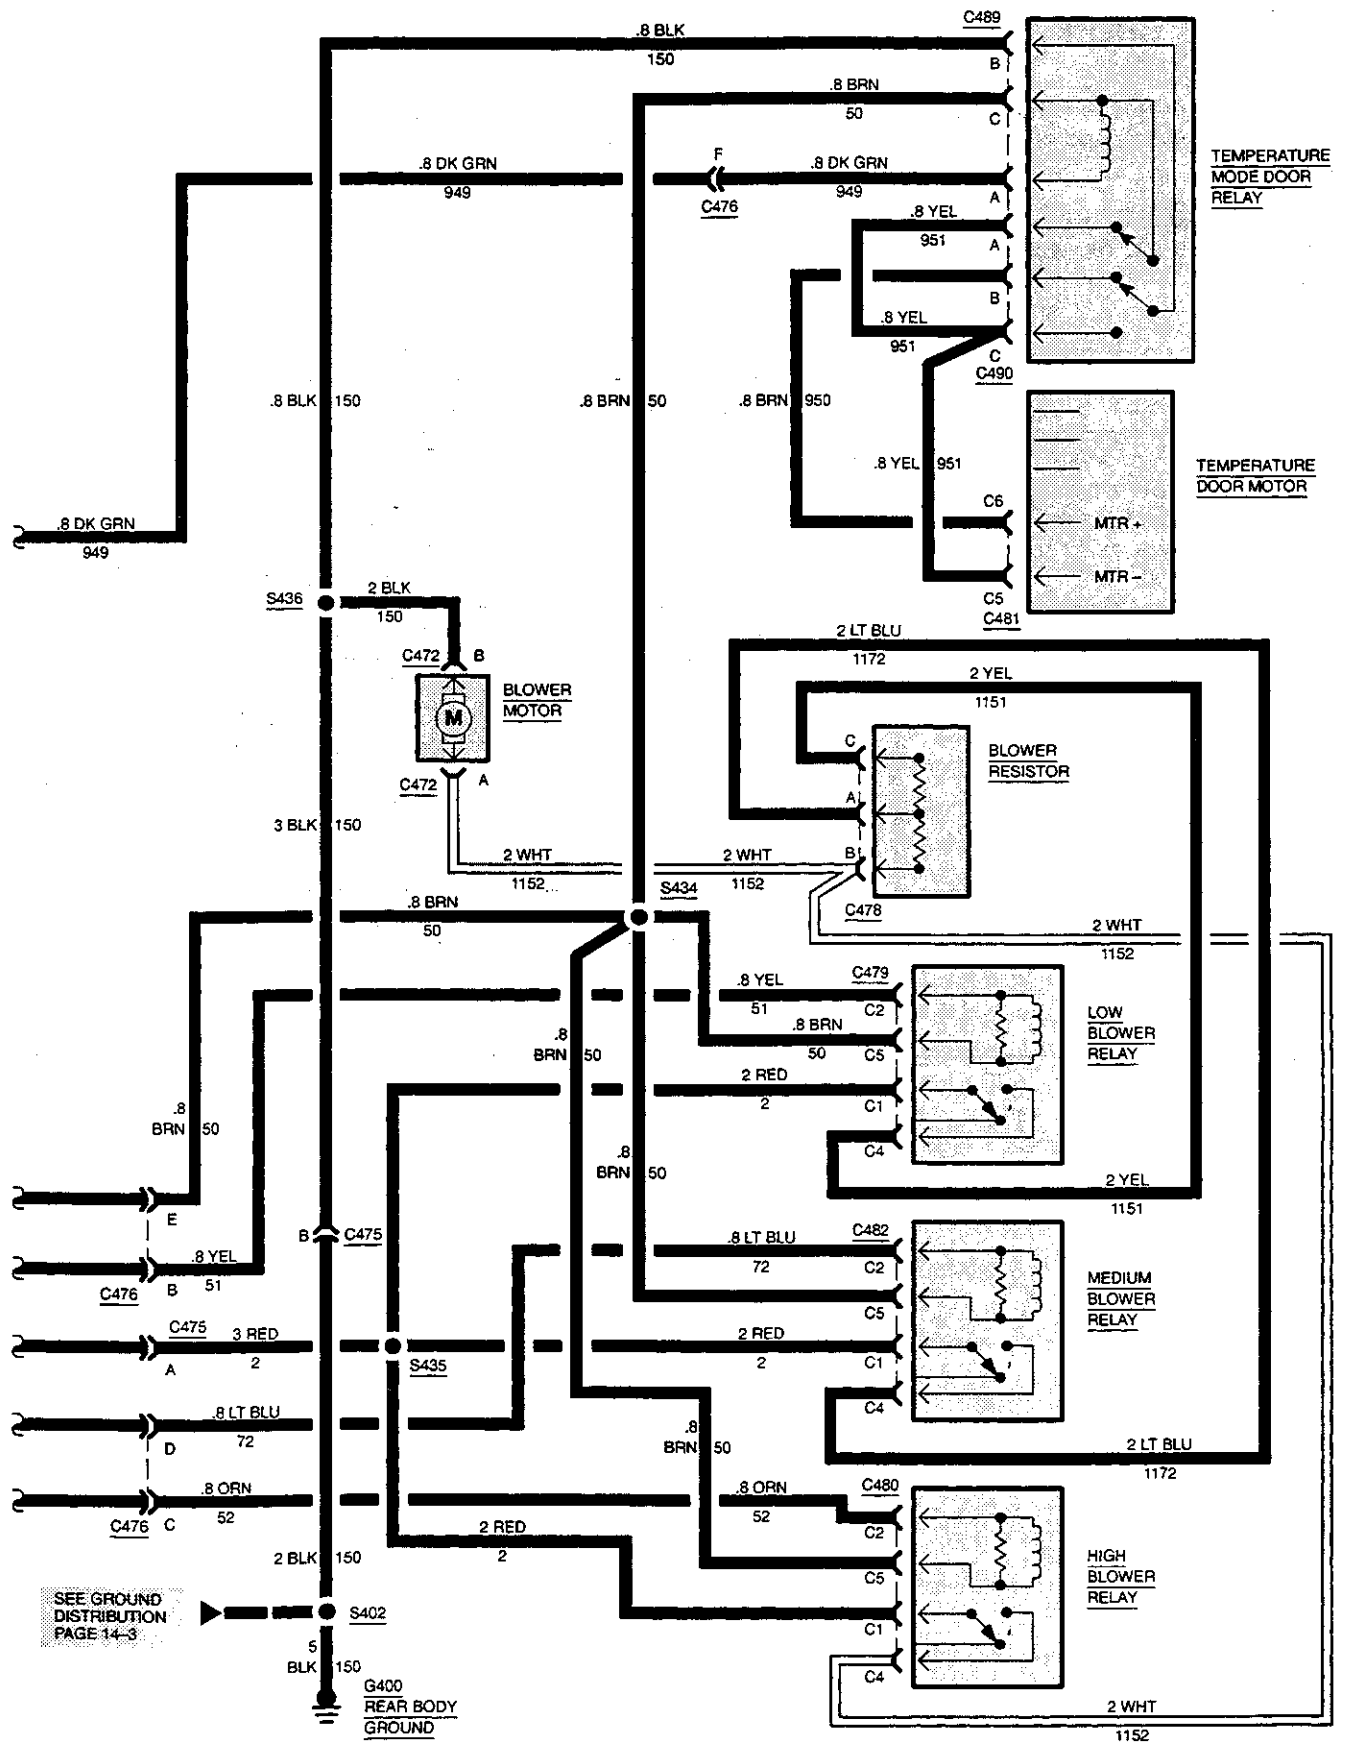 C489
.8 BLK
150
B
.8 BRN
50
C
F
.8 DK GRN
949
C476
.8 DK GRN
949
A
TEMPERATURE
MODE DOOR
RELAY
.8 YEL
951
A
B
.8 YEL
951
C
C490
.8 BLK 150
.8 BRN 50
.8 BRN 950
.8 YEL 951
TEMPERATURE
DOOR MOTOR
C6
MTR +
MTR –
C5
C481
.8 DK GRN
949
S436
2 BLK
150
C472 B
M
BLOWER
MOTOR
C472 A
2 LT BLU
1172
2 YEL
1151
C
A
B
BLOWER
RESISTOR
C478
3 BLK 150
2 WHT
1152
2 WHT
1152
S434
.8 BRN
50
2 WHT
1152
C479
.8 YEL
51
C2
.8 BRN
50
C5
2 RED
2
C1
C4
LOW
BLOWER
RELAY
.8
BRN 50
.8
BRN 50
.8
BRN 50
2 YEL
1151
E
B C475
.8 YEL
51
C476 B
C482
.8 LT BLU
72
C2
C5
2 RED
2
C1
C4
MEDIUM
BLOWER
RELAY
C475
3 RED
2
A
S435
.8 LT BLU
72
D
.8
BRN 50
2 LT BLU
1172
.8 ORN
52
C476 C
C480
.8 ORN
52
C2
2 RED
2
C5
C1
C4
HIGH
BLOWER
RELAY
2 BLK 150
SEE GROUND
DISTRIBUTION
PAGE 14–3
S402
5
BLK 150
G400
REAR BODY
GROUND
2 WHT
1152